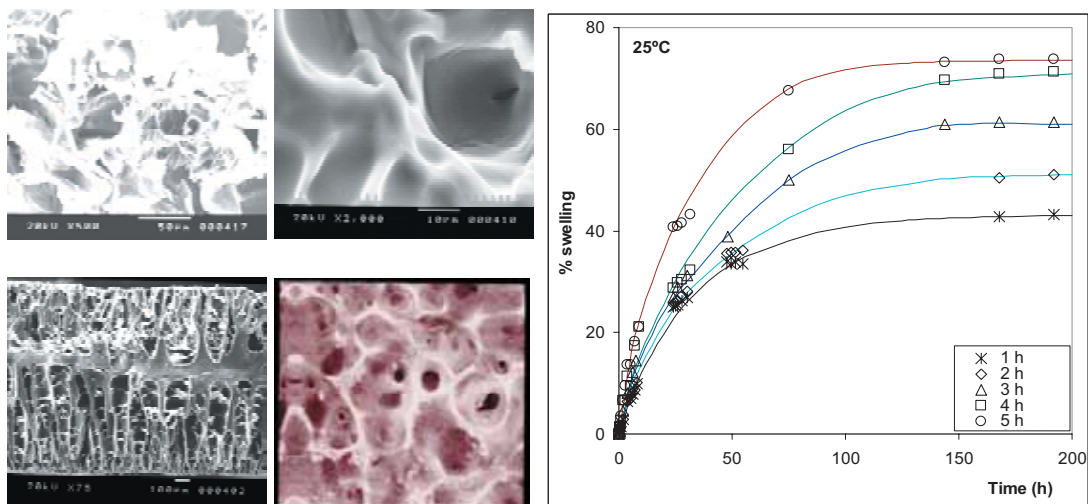 20kU X500 50μm 000417
20kU X2,000 10μm 000410
20kU X75 100μm 000402
25ºC
80
60
40
20
0
% swelling
0 50 100 150 200
Time (h)
1 h
2 h
3 h
4 h
5 h